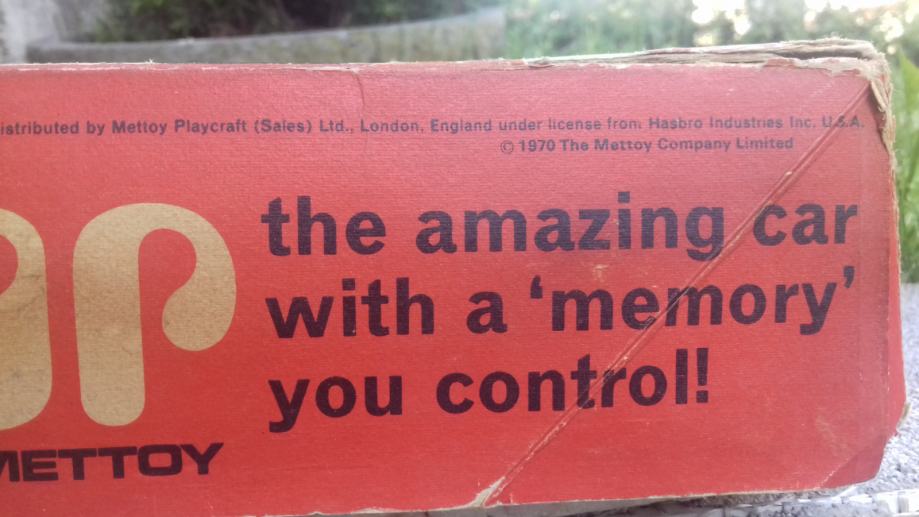 istributed by Mettoy Playcraft (Sales) Ltd., London, England under license from Hasbro Industries Inc. U.S.A.
© 1970 The Mettoy Company Limited
ar
the amazing car
with a ‘memory’
you control!
METTOY